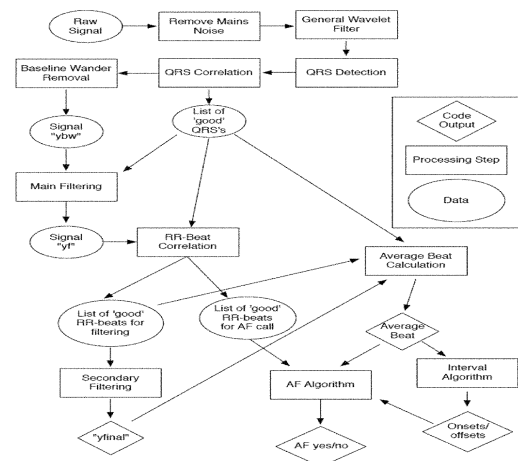 Raw
Signal
Remove Mains
Noise
General Wavelet
Filter
Baseline Wander
Removal
QRS Correlation
QRS Detection
Signal
"ybw"
List of
'good'
QRS's
Code
Output
Processing Step
Data
Main Filtering
Signal
"yf"
RR-Beat
Correlation
Average Beat
Calculation
List of 'good'
RR-beats for
filtering
List of 'good'
RR-beats
for AF call
Average
Beat
Secondary
Filtering
AF Algorithm
Interval
Algorithm
"yfinal"
AF yes/no
Onsets/
offsets